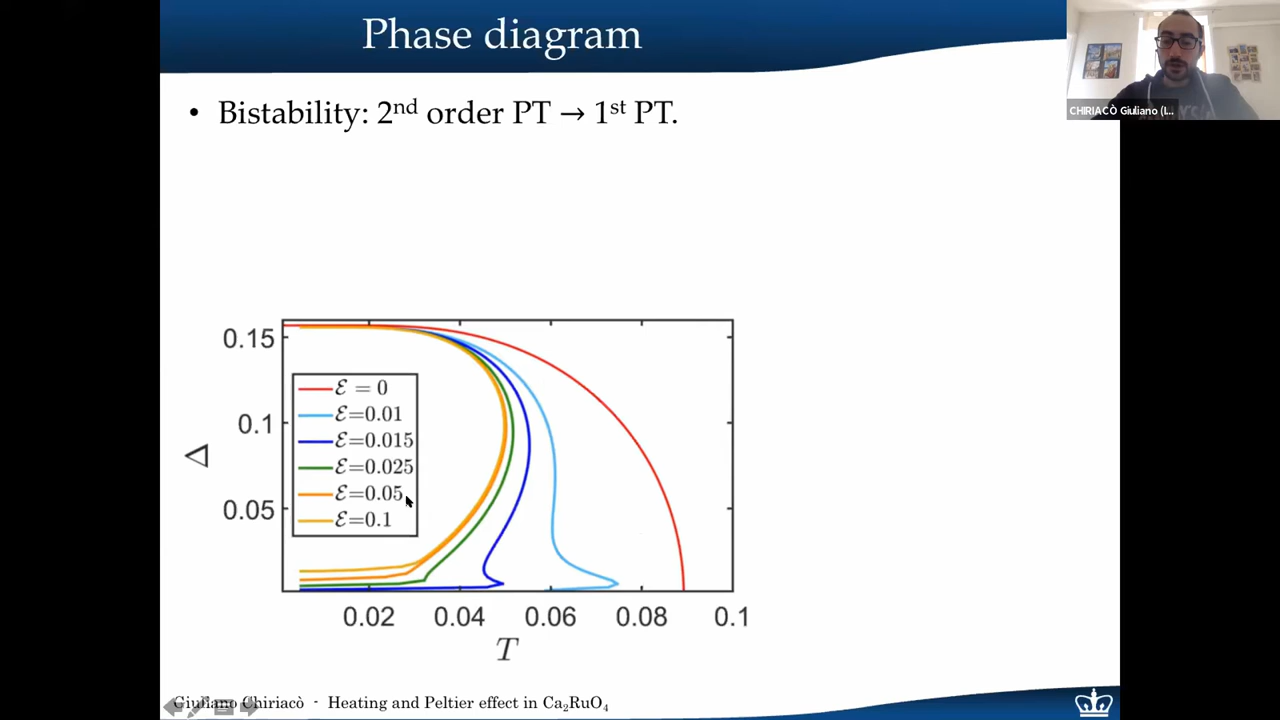 Phase diagram
CHIRIACÒ Giuliano (I...
• Bistability: 2nd order PT → 1st PT.
0.15
0.1
0.05
Δ
ℰ = 0
ℰ=0.01
ℰ=0.015
ℰ=0.025
ℰ=0.05
ℰ=0.1
0.02 0.04 0.06 0.08 0.1
T
Giuliano Chiriacò - Heating and Peltier effect in Ca₂RuO₄